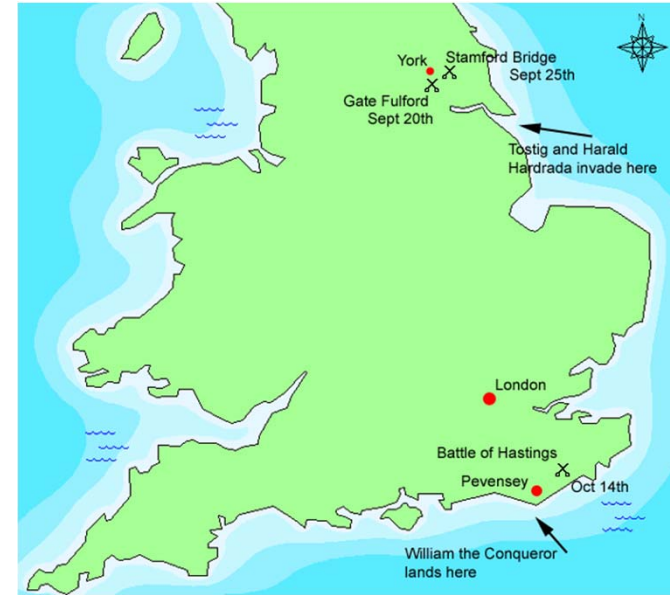 N
York
Stamford Bridge
Sept 25th
Gate Fulford
Sept 20th
Tostig and Harald
Hardrada invade here
London
Battle of Hastings
Pevensey
Oct 14th
William the Conqueror
lands here